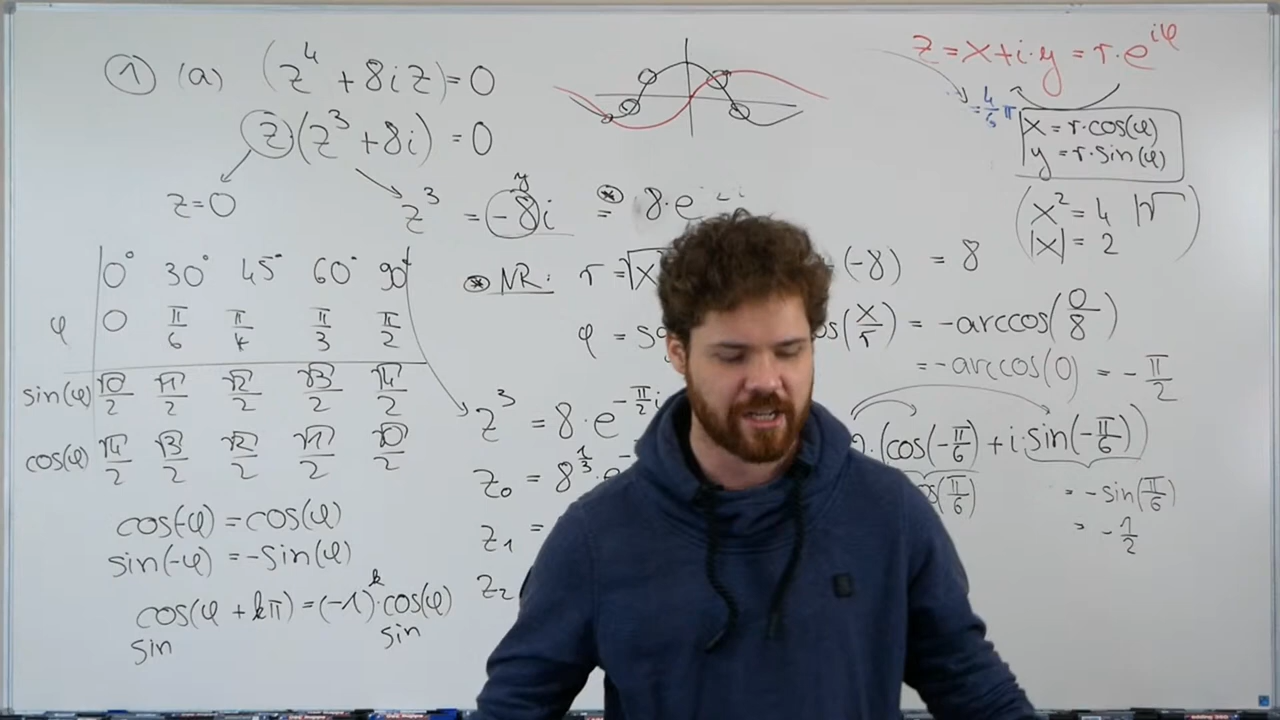 ① (a) (z⁴ + 8iz) = 0
z(z³ + 8i) = 0
z=0
z³ = -8i = ⊛ 8·e
y
z = x+i·y = r·e^{iφ}
= 4/6 π
x = r·cos(φ)
y = r·sin(φ)
(x² = 4 |√
|x| = 2)
0° 30° 45° 60° 90°
φ 0 π/6 π/4 π/3 π/2
sin(φ) √0/2 √1/2 √2/2 √3/2 √4/2
cos(φ) √4/2 √3/2 √2/2 √1/2 √0/2
cos(-φ) = cos(φ)
sin(-φ) = -sin(φ)
cos(φ + kπ) = (-1)^k·cos(φ)
sin sin
⊛ NR: r = √x (-8) = 8
φ = (x/r) = -arccos(0/8)
= -arccos(0) = -π/2
z³ = 8·e^{-π/2 i}
·(cos(-π/6) + i·sin(-π/6))
z₀ = 8^{1/3}·e
(π/6)
= -sin(π/6)
= -1/2
z₁ =
z₂